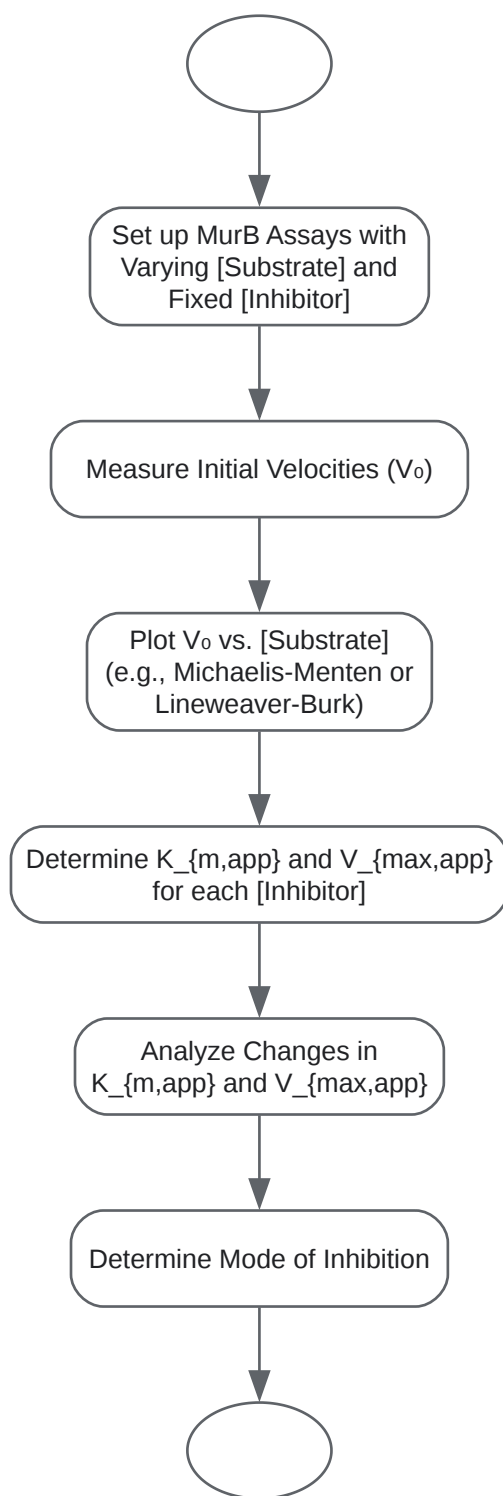 Set up MurB Assays with
Varying [Substrate] and
Fixed [Inhibitor]
Measure Initial Velocities (V₀)
Plot V₀ vs. [Substrate]
(e.g., Michaelis-Menten or
Lineweaver-Burk)
Determine K_{m,app} and V_{max,app}
for each [Inhibitor]
Analyze Changes in
K_{m,app} and V_{max,app}
Determine Mode of Inhibition